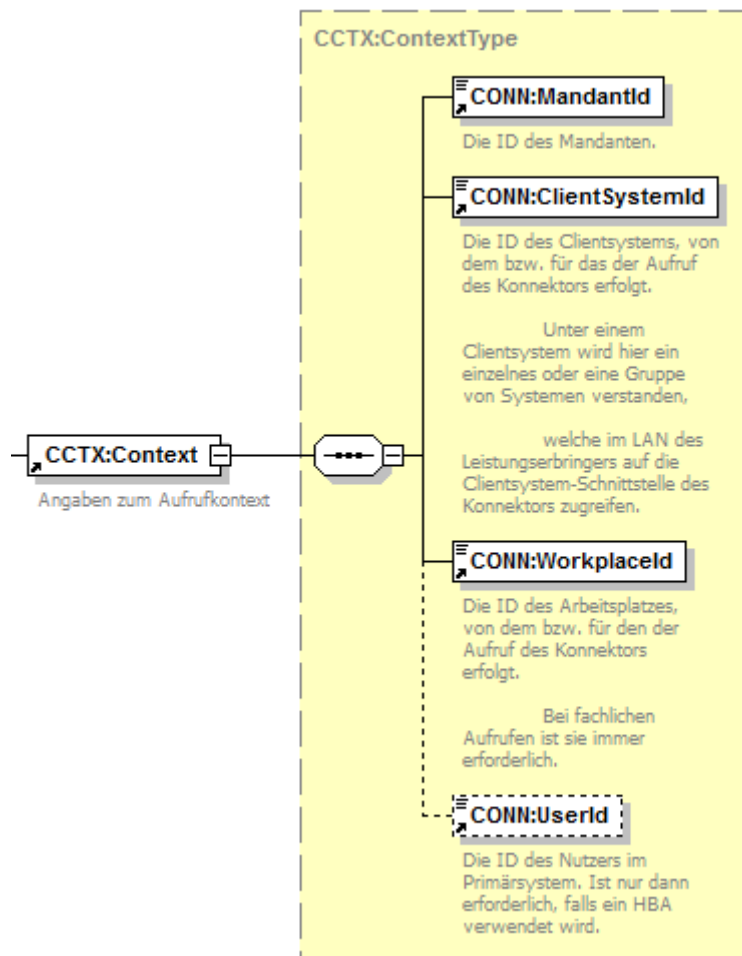 CCTX:ContextType
CONN:MandantId
Die ID des Mandanten.
CONN:ClientSystemId
Die ID des Clientsystems, von
dem bzw. für das der Aufruf
des Konnektors erfolgt.
Unter einem
Clientsystem wird hier ein
einzelnes oder eine Gruppe
von Systemen verstanden,
welche im LAN des
Leistungserbringers auf die
Clientsystem-Schnittstelle des
Konnektors zugreifen.
CCTX:Context
Angaben zum Aufrufkontext
CONN:WorkplaceId
Die ID des Arbeitsplatzes,
von dem bzw. für den der
Aufruf des Konnektors
erfolgt.
Bei fachlichen
Aufrufen ist sie immer
erforderlich.
CONN:UserId
Die ID des Nutzers im
Primärsystem. Ist nur dann
erforderlich, falls ein HBA
verwendet wird.